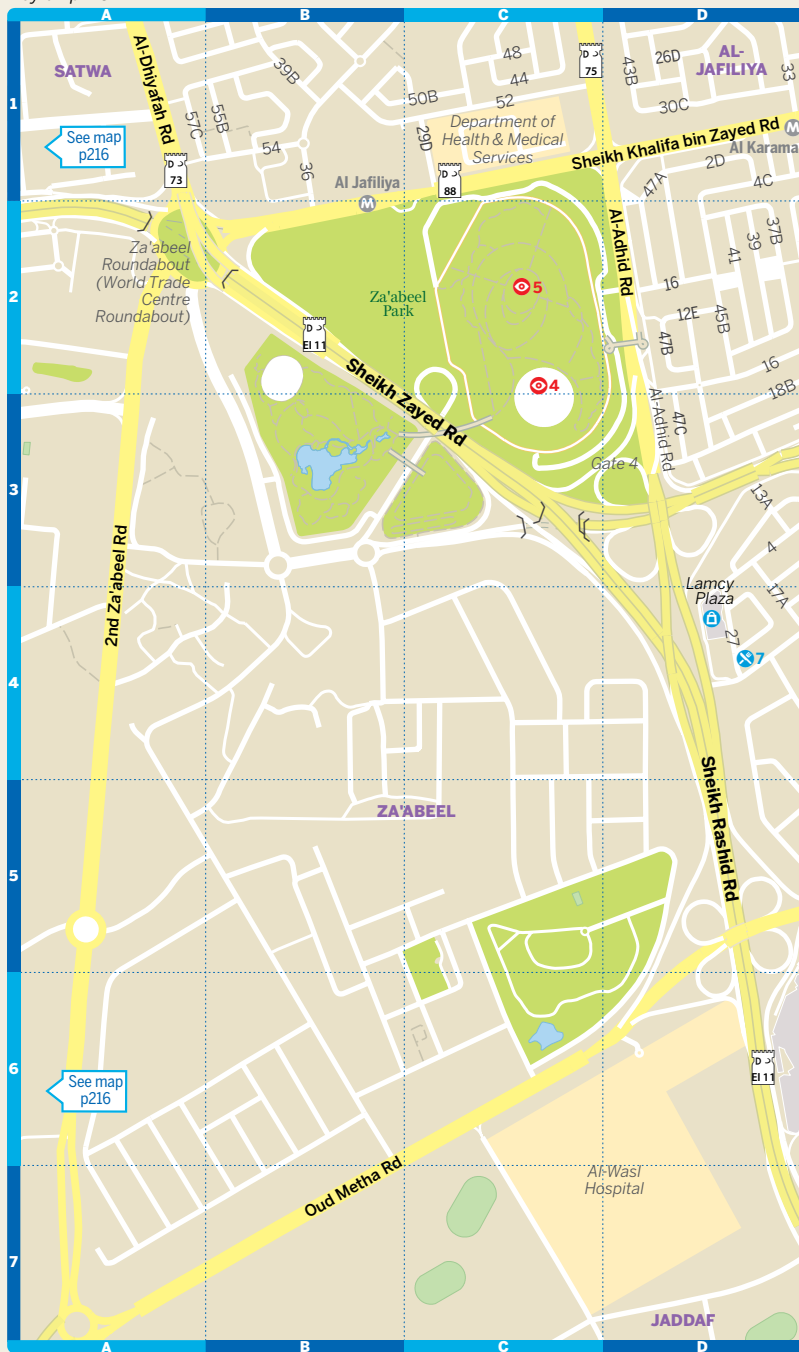 A
B
C
D
1
2
3
4
5
6
7
SATWA
Al-Dhiyafah Rd
39B
48
44
52
50B
D
75
43B
26D
AL-
JAFILIYA
33
30C
57C
55B
54
36
29D
Department of
Health & Medical
Services
Sheikh Khalifa bin Zayed Rd
M
Al Karama
See map
p216
D
73
Al Jafiliya
M
D
88
47A
2D
4C
Za'abeel
Roundabout
(World Trade
Centre
Roundabout)
Za'abeel
Park
5
Al-Adhid Rd
37B
39
41
16
12E
45B
47B
D
EI 11
Sheikh Zayed Rd
4
16
18B
47C
Al-Adhid Rd
Gate 4
13A
4
2nd Za'abeel Rd
Lamcy
Plaza
17A
27
7
ZA'ABEEL
Sheikh Rashid Rd
See map
p216
D
EI 11
Oud Metha Rd
Al-Wasl
Hospital
JADDAF
A
B
C
D